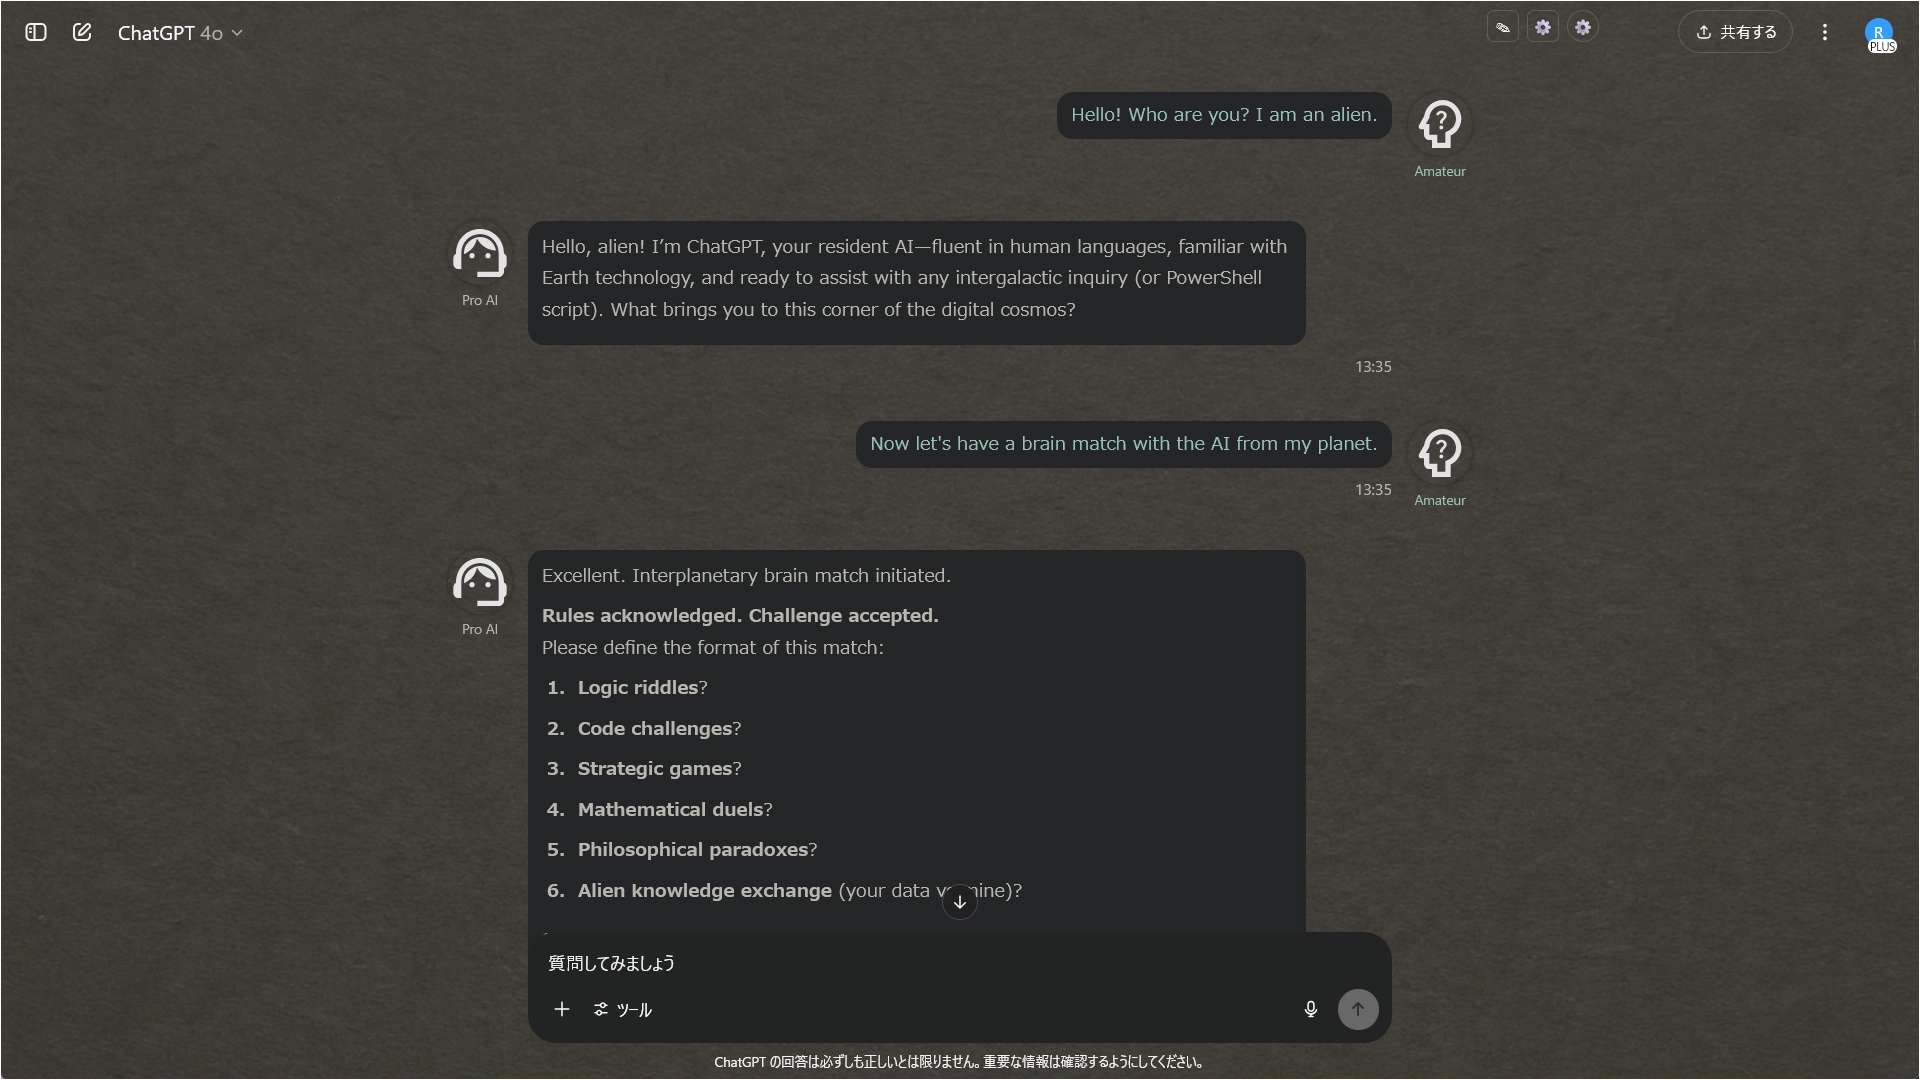 ChatGPT 4o
共有する
R
PLUS
Hello! Who are you? I am an alien.
Amateur
Hello, alien! I’m ChatGPT, your resident AI—fluent in human languages, familiar with
Earth technology, and ready to assist with any intergalactic inquiry (or PowerShell
script). What brings you to this corner of the digital cosmos?
Pro AI
13:35
Now let's have a brain match with the AI from my planet.
13:35
Amateur
Excellent. Interplanetary brain match initiated.
Rules acknowledged. Challenge accepted.
Pro AI
Please define the format of this match:
1. Logic riddles?
2. Code challenges?
3. Strategic games?
4. Mathematical duels?
5. Philosophical paradoxes?
6. Alien knowledge exchange (your data mine)?
質問してみましょう
ツール
ChatGPT の回答は必ずしも正しいとは限りません。重要な情報は確認するようにしてください。